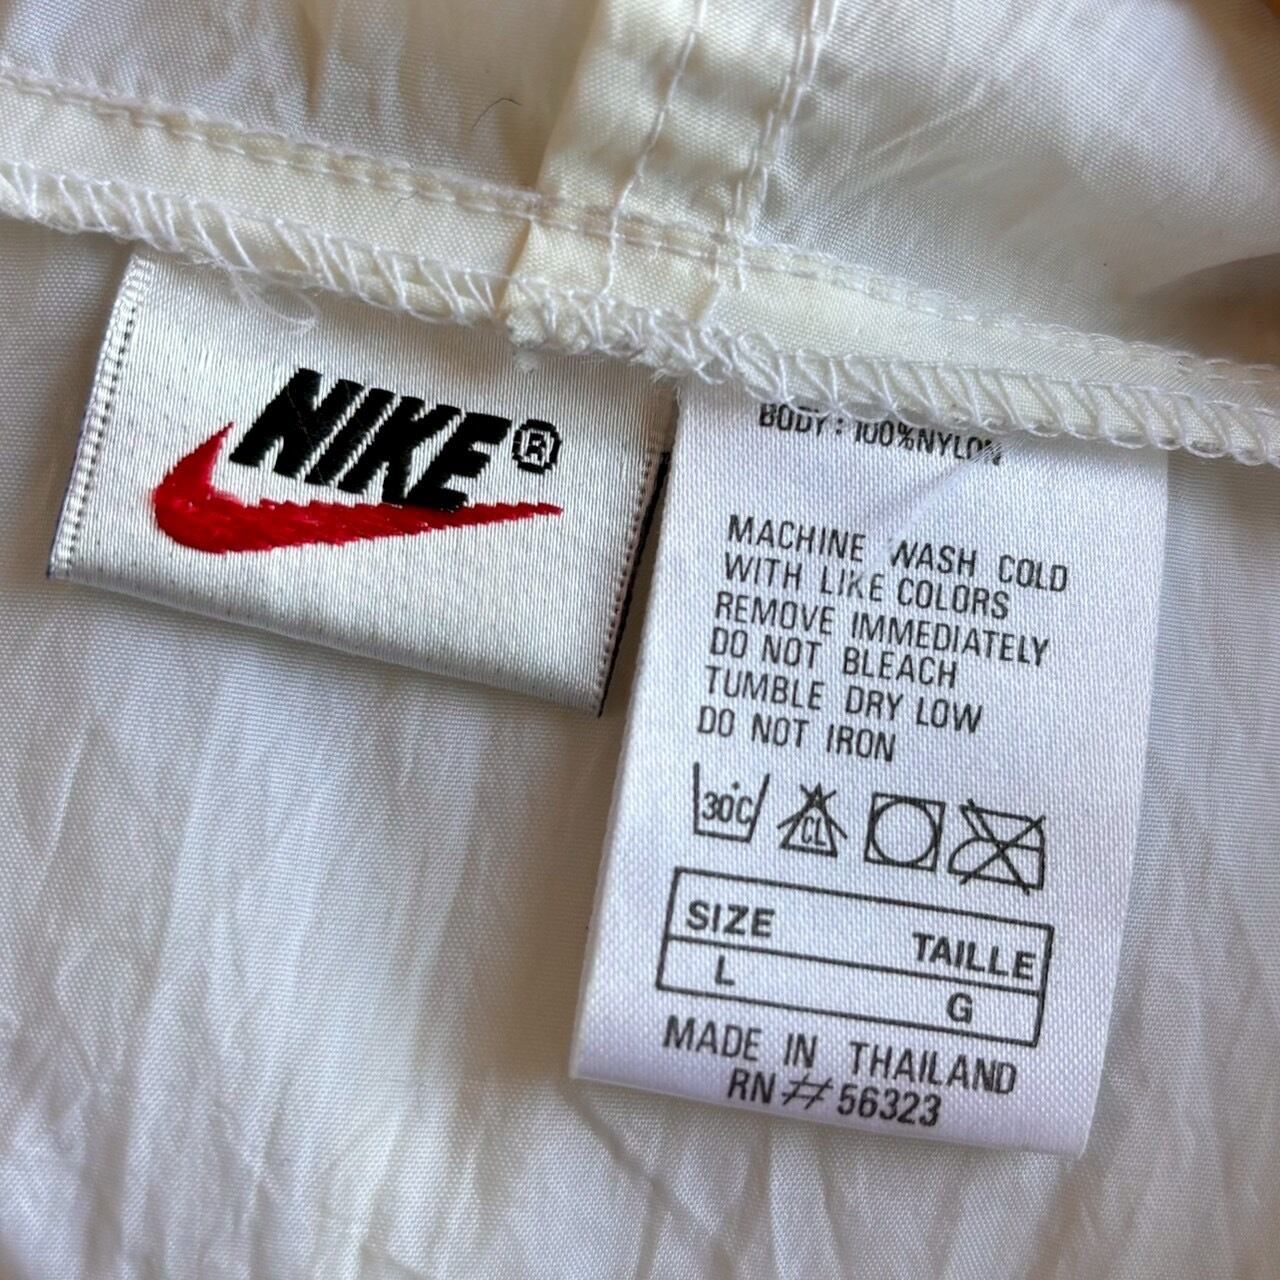 NIKE®
BODY : 100%NYLON
MACHINE WASH COLD
WITH LIKE COLORS
REMOVE IMMEDIATELY
DO NOT BLEACH
TUMBLE DRY LOW
DO NOT IRON
30°C CL
SIZE TAILLE
L G
MADE IN THAILAND
RN # 56323